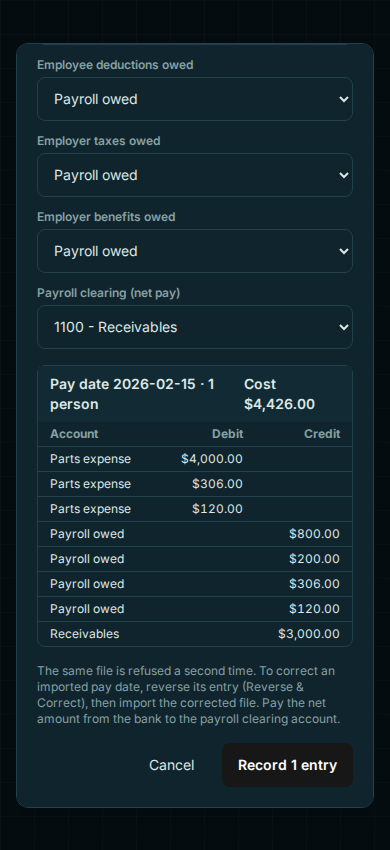 Employee deductions owed
Payroll owed
Employer taxes owed
Payroll owed
Employer benefits owed
Payroll owed
Payroll clearing (net pay)
1100 - Receivables
Pay date 2026-02-15 · 1 person Cost $4,426.00
Account Debit Credit
Parts expense $4,000.00
Parts expense $306.00
Parts expense $120.00
Payroll owed $800.00
Payroll owed $200.00
Payroll owed $306.00
Payroll owed $120.00
Receivables $3,000.00
The same file is refused a second time. To correct an
imported pay date, reverse its entry (Reverse &
Correct), then import the corrected file. Pay the net
amount from the bank to the payroll clearing account.
Cancel Record 1 entry